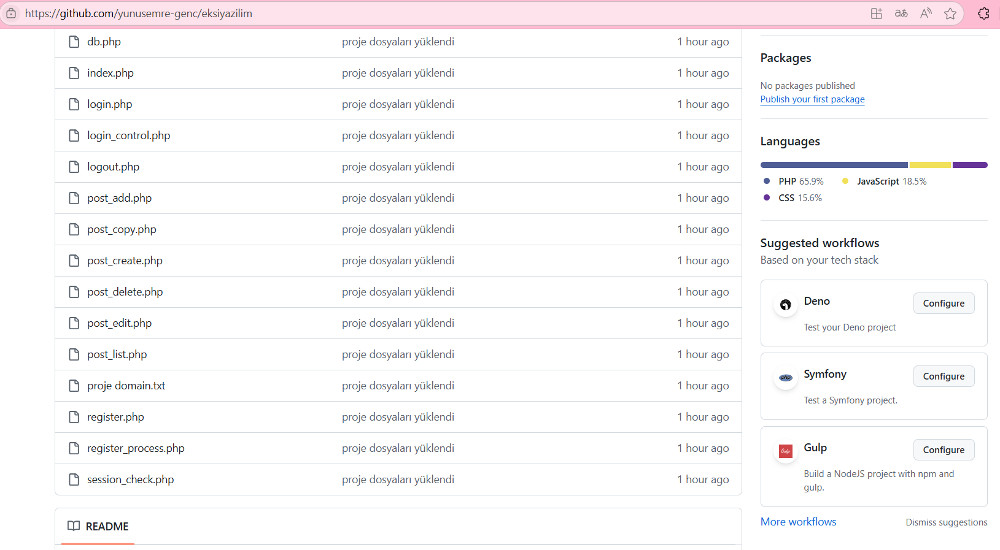 https://github.com/yunusemre-genc/eksiyazilim
db.php proje dosyaları yüklendi 1 hour ago
index.php proje dosyaları yüklendi 1 hour ago
login.php proje dosyaları yüklendi 1 hour ago
login_control.php proje dosyaları yüklendi 1 hour ago
logout.php proje dosyaları yüklendi 1 hour ago
post_add.php proje dosyaları yüklendi 1 hour ago
post_copy.php proje dosyaları yüklendi 1 hour ago
post_create.php proje dosyaları yüklendi 1 hour ago
post_delete.php proje dosyaları yüklendi 1 hour ago
post_edit.php proje dosyaları yüklendi 1 hour ago
post_list.php proje dosyaları yüklendi 1 hour ago
proje domain.txt proje dosyaları yüklendi 1 hour ago
register.php proje dosyaları yüklendi 1 hour ago
register_process.php proje dosyaları yüklendi 1 hour ago
session_check.php proje dosyaları yüklendi 1 hour ago
README
Packages
No packages published
Publish your first package
Languages
PHP 65.9% JavaScript 18.5%
CSS 15.6%
Suggested workflows
Based on your tech stack
Deno Configure
Test your Deno project
php Symfony Configure
Test a Symfony project.
Gulp Gulp Configure
Build a NodeJS project with npm and
gulp.
More workflows Dismiss suggestions